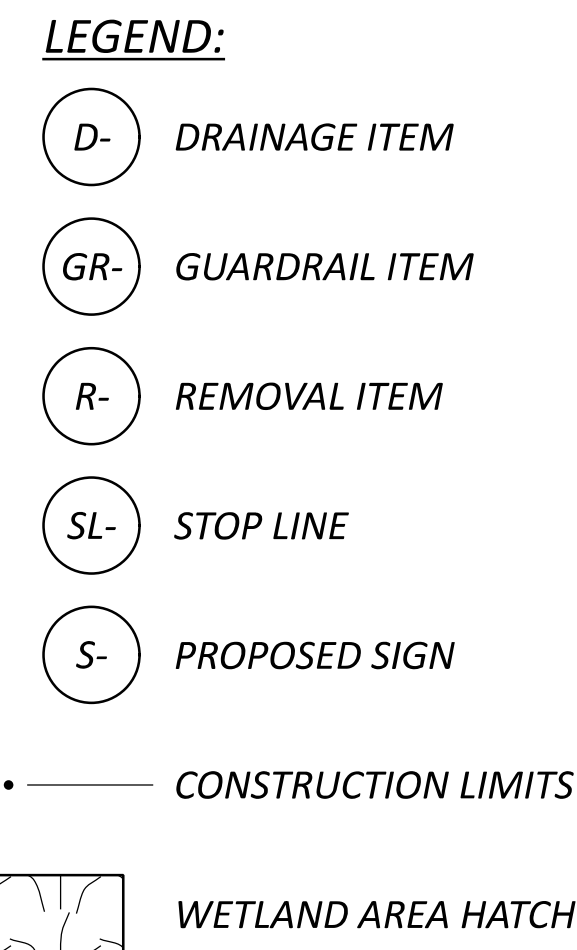 LEGEND:
D- DRAINAGE ITEM
GR- GUARDRAIL ITEM
R- REMOVAL ITEM
SL- STOP LINE
S- PROPOSED SIGN
CONSTRUCTION LIMITS
WETLAND AREA HATCH